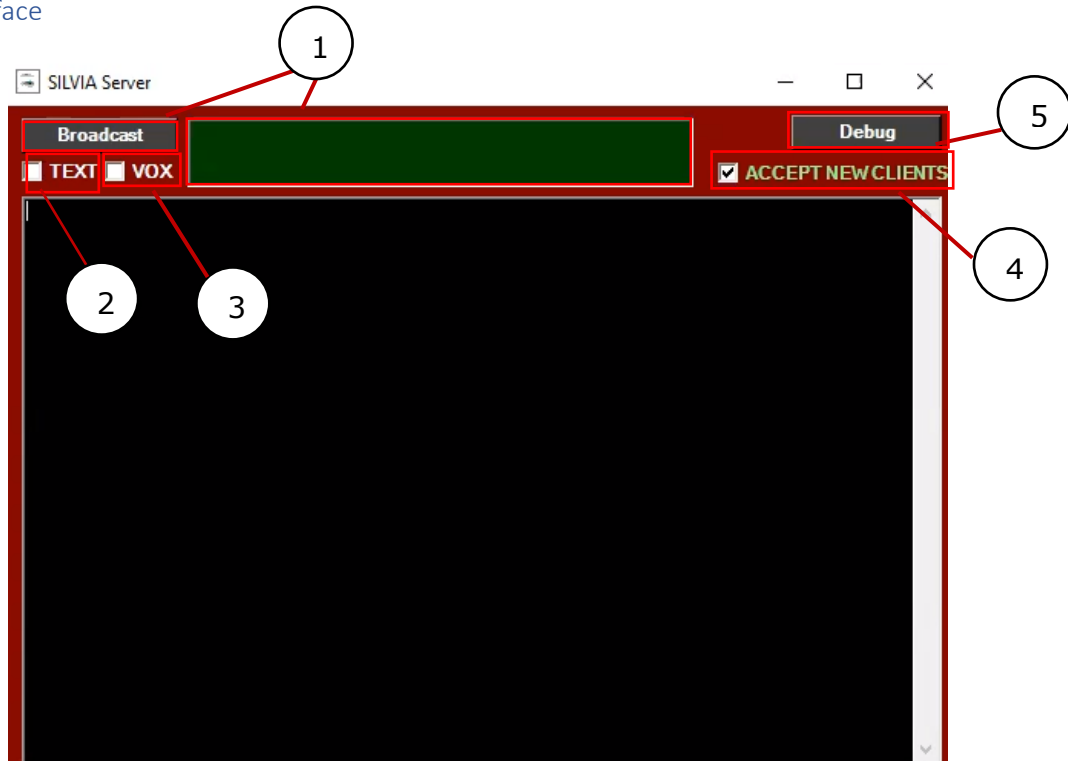 face
1
SILVIA Server
5
Broadcast
Debug
TEXT VOX
ACCEPT NEW CLIENTS
4
2
3